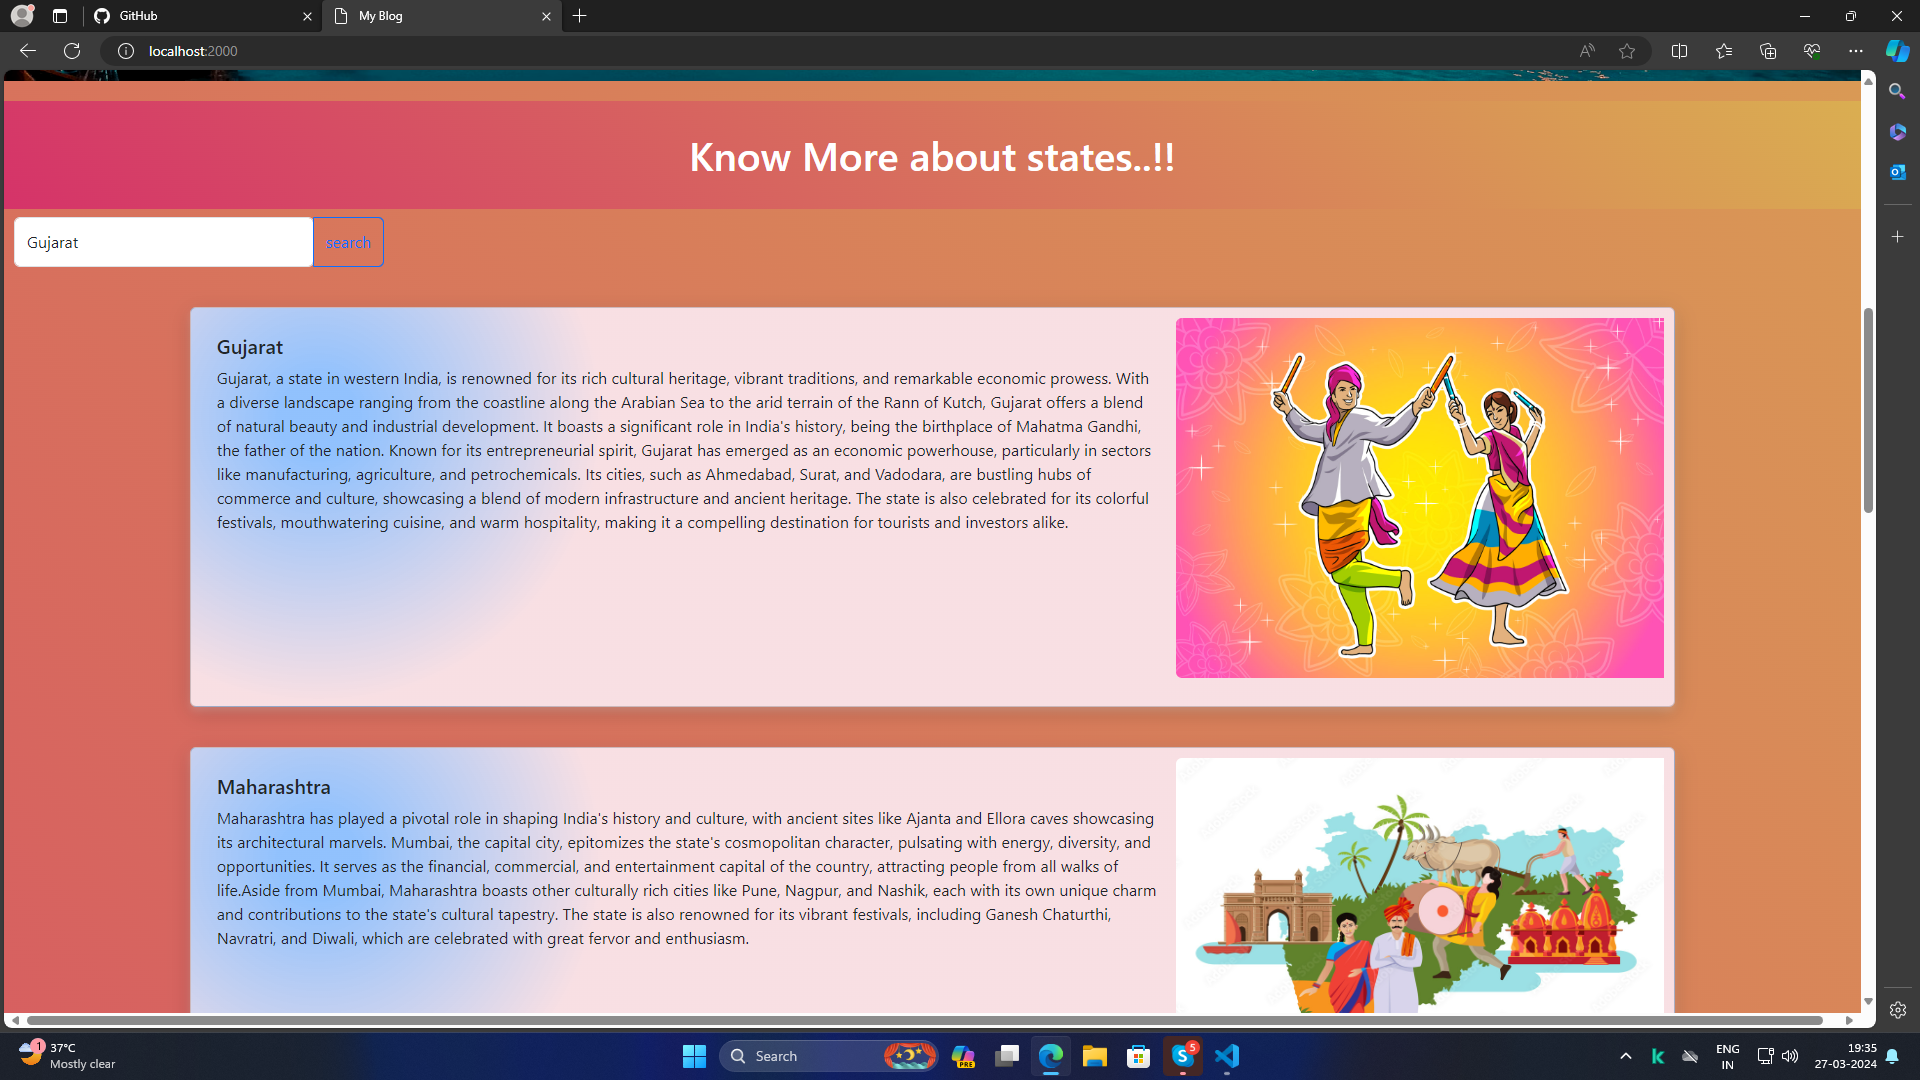 GitHub
My Blog
localhost:2000
Know More about states..!!
Gujarat
search
Gujarat
Gujarat, a state in western India, is renowned for its rich cultural heritage, vibrant traditions, and remarkable economic prowess. With
a diverse landscape ranging from the coastline along the Arabian Sea to the arid terrain of the Rann of Kutch, Gujarat offers a blend
of natural beauty and industrial development. It boasts a significant role in India's history, being the birthplace of Mahatma Gandhi,
the father of the nation. Known for its entrepreneurial spirit, Gujarat has emerged as an economic powerhouse, particularly in sectors
like manufacturing, agriculture, and petrochemicals. Its cities, such as Ahmedabad, Surat, and Vadodara, are bustling hubs of
commerce and culture, showcasing a blend of modern infrastructure and ancient heritage. The state is also celebrated for its colorful
festivals, mouthwatering cuisine, and warm hospitality, making it a compelling destination for tourists and investors alike.
Maharashtra
Maharashtra has played a pivotal role in shaping India's history and culture, with ancient sites like Ajanta and Ellora caves showcasing
its architectural marvels. Mumbai, the capital city, epitomizes the state's cosmopolitan character, pulsating with energy, diversity, and
opportunities. It serves as the financial, commercial, and entertainment capital of the country, attracting people from all walks of
life.Aside from Mumbai, Maharashtra boasts other culturally rich cities like Pune, Nagpur, and Nashik, each with its own unique charm
and contributions to the state's cultural tapestry. The state is also renowned for its vibrant festivals, including Ganesh Chaturthi,
Navratri, and Diwali, which are celebrated with great fervor and enthusiasm.
1
37°C
Mostly clear
Search
PRE
5
ENG
IN
19:35
27-03-2024